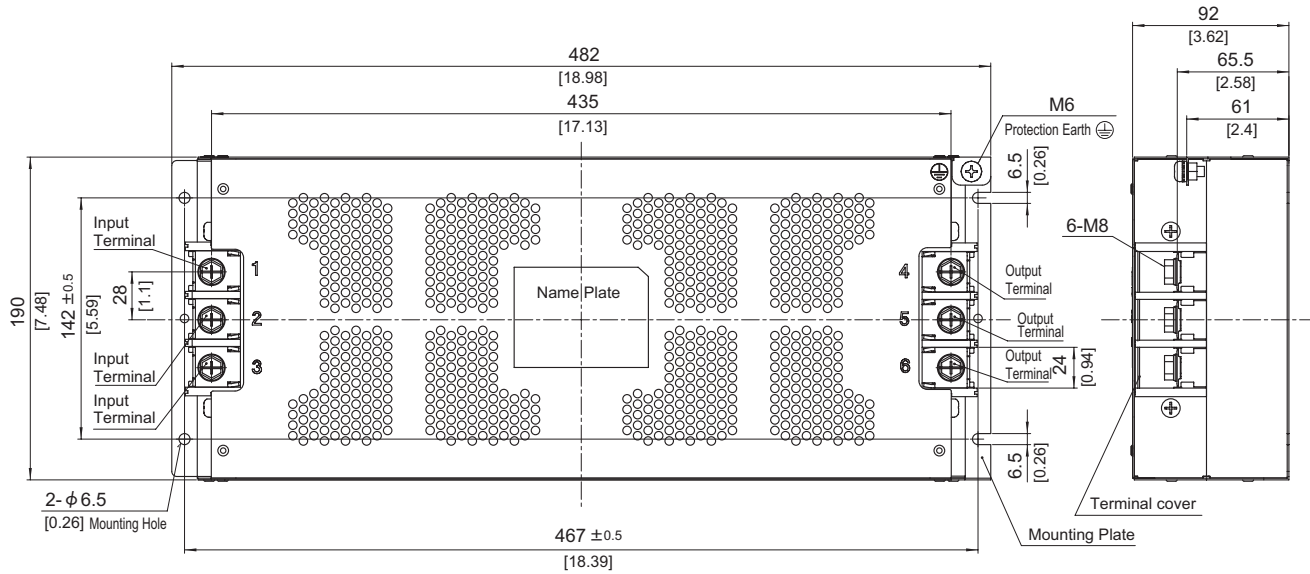 482
[18.98]
435
[17.13]
M6
Protection Earth
6.5
[0.26]
92
[3.62]
65.5
[2.58]
61
[2.4]
190
[7.48]
142 ±0.5
[5.59]
28
[1.1]
Input
Terminal
1
2
3
Input
Terminal
Input
Terminal
Name Plate
4
5
6
Output
Terminal
Output
Terminal
Output
Terminal
24
[0.94]
6.5
[0.26]
6-M8
2-ϕ6.5
[0.26] Mounting Hole
467 ±0.5
[18.39]
Mounting Plate
Terminal cover